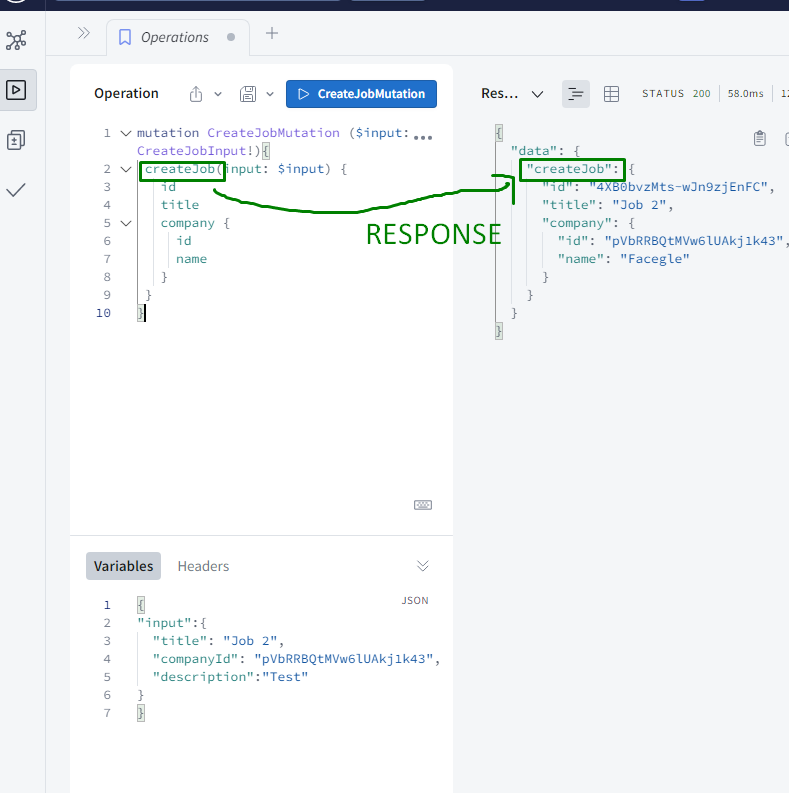 Operations
Operation
CreateJobMutation
1 mutation CreateJobMutation ($input:
CreateJobInput!){
2 createJob(input: $input) {
3 id
4 title
5 company {
6 id
7 name
8 }
9 }
10 }
Res...
STATUS 200 58.0ms
{
"data": {
"createJob": {
"id": "4XB0bvzMts-wJn9zjEnFC",
"title": "Job 2",
"company": {
"id": "pVbRRBQtMVw6lUAkj1k43",
"name": "Facegle"
}
}
}
}
RESPONSE
Variables Headers
JSON
1 {
2 "input":{
3 "title": "Job 2",
4 "companyId": "pVbRRBQtMVw6lUAkj1k43",
5 "description":"Test"
6 }
7 }